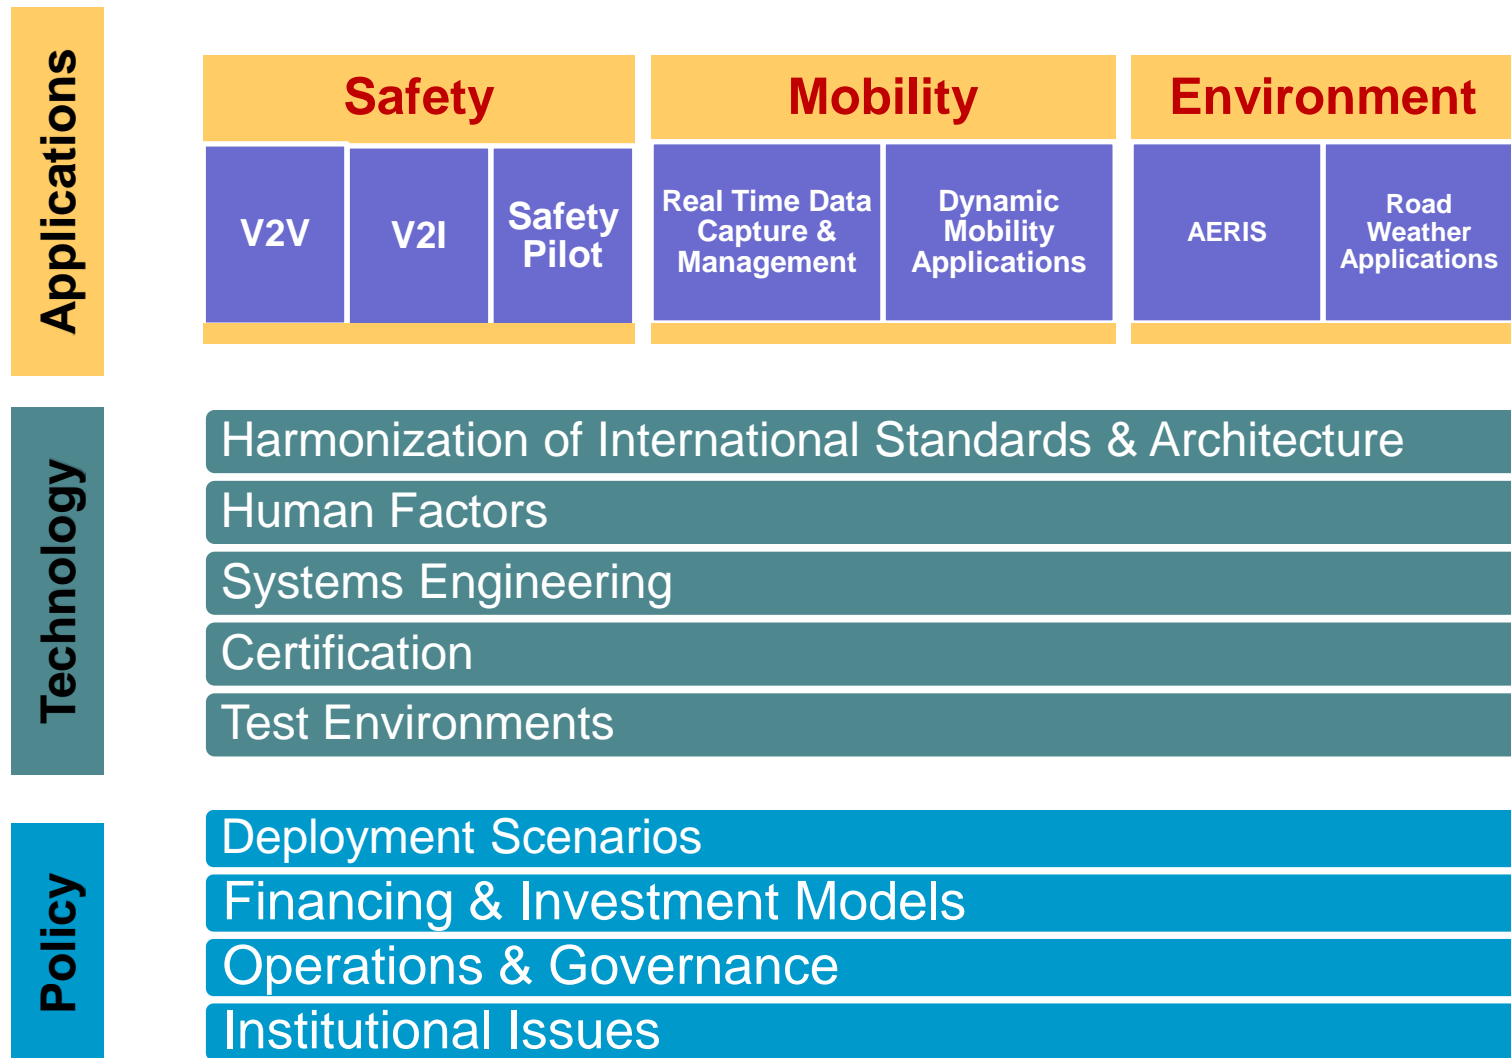 Applications
Safety
Mobility
Environment
V2V
V2I
Safety
Pilot
Real Time Data
Capture &
Management
Dynamic
Mobility
Applications
AERIS
Road
Weather
Applications
Technology
Harmonization of International Standards & Architecture
Human Factors
Systems Engineering
Certification
Test Environments
Policy
Deployment Scenarios
Financing & Investment Models
Operations & Governance
Institutional Issues